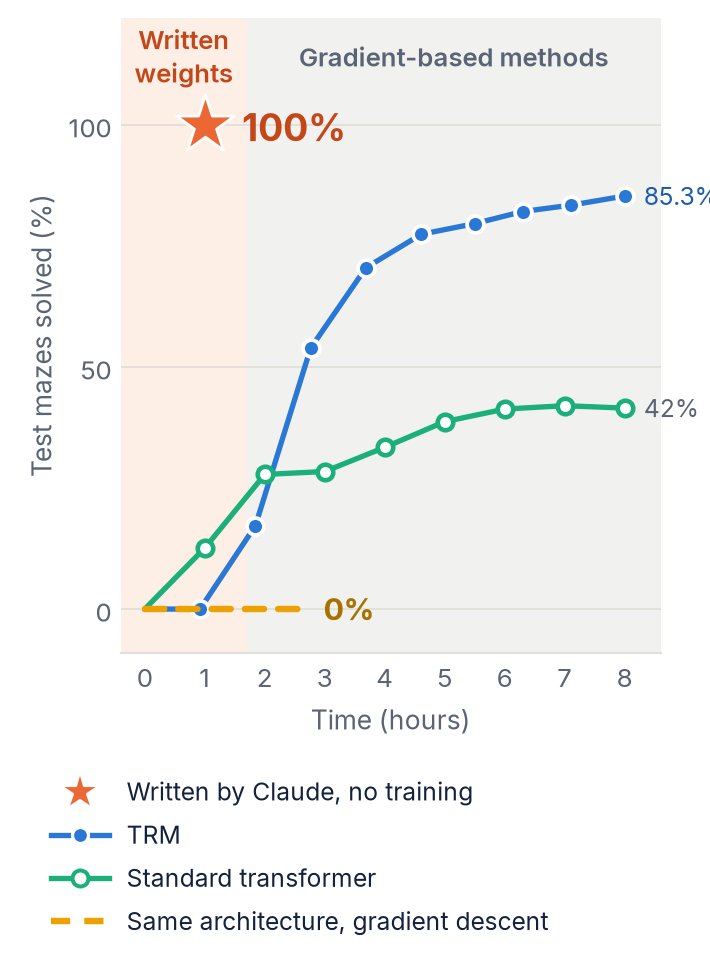 Written
weights
Gradient-based methods
100%
100
85.3%
Test mazes solved (%)
50
42%
0
0%
0 1 2 3 4 5 6 7 8
Time (hours)
Written by Claude, no training
TRM
Standard transformer
Same architecture, gradient descent